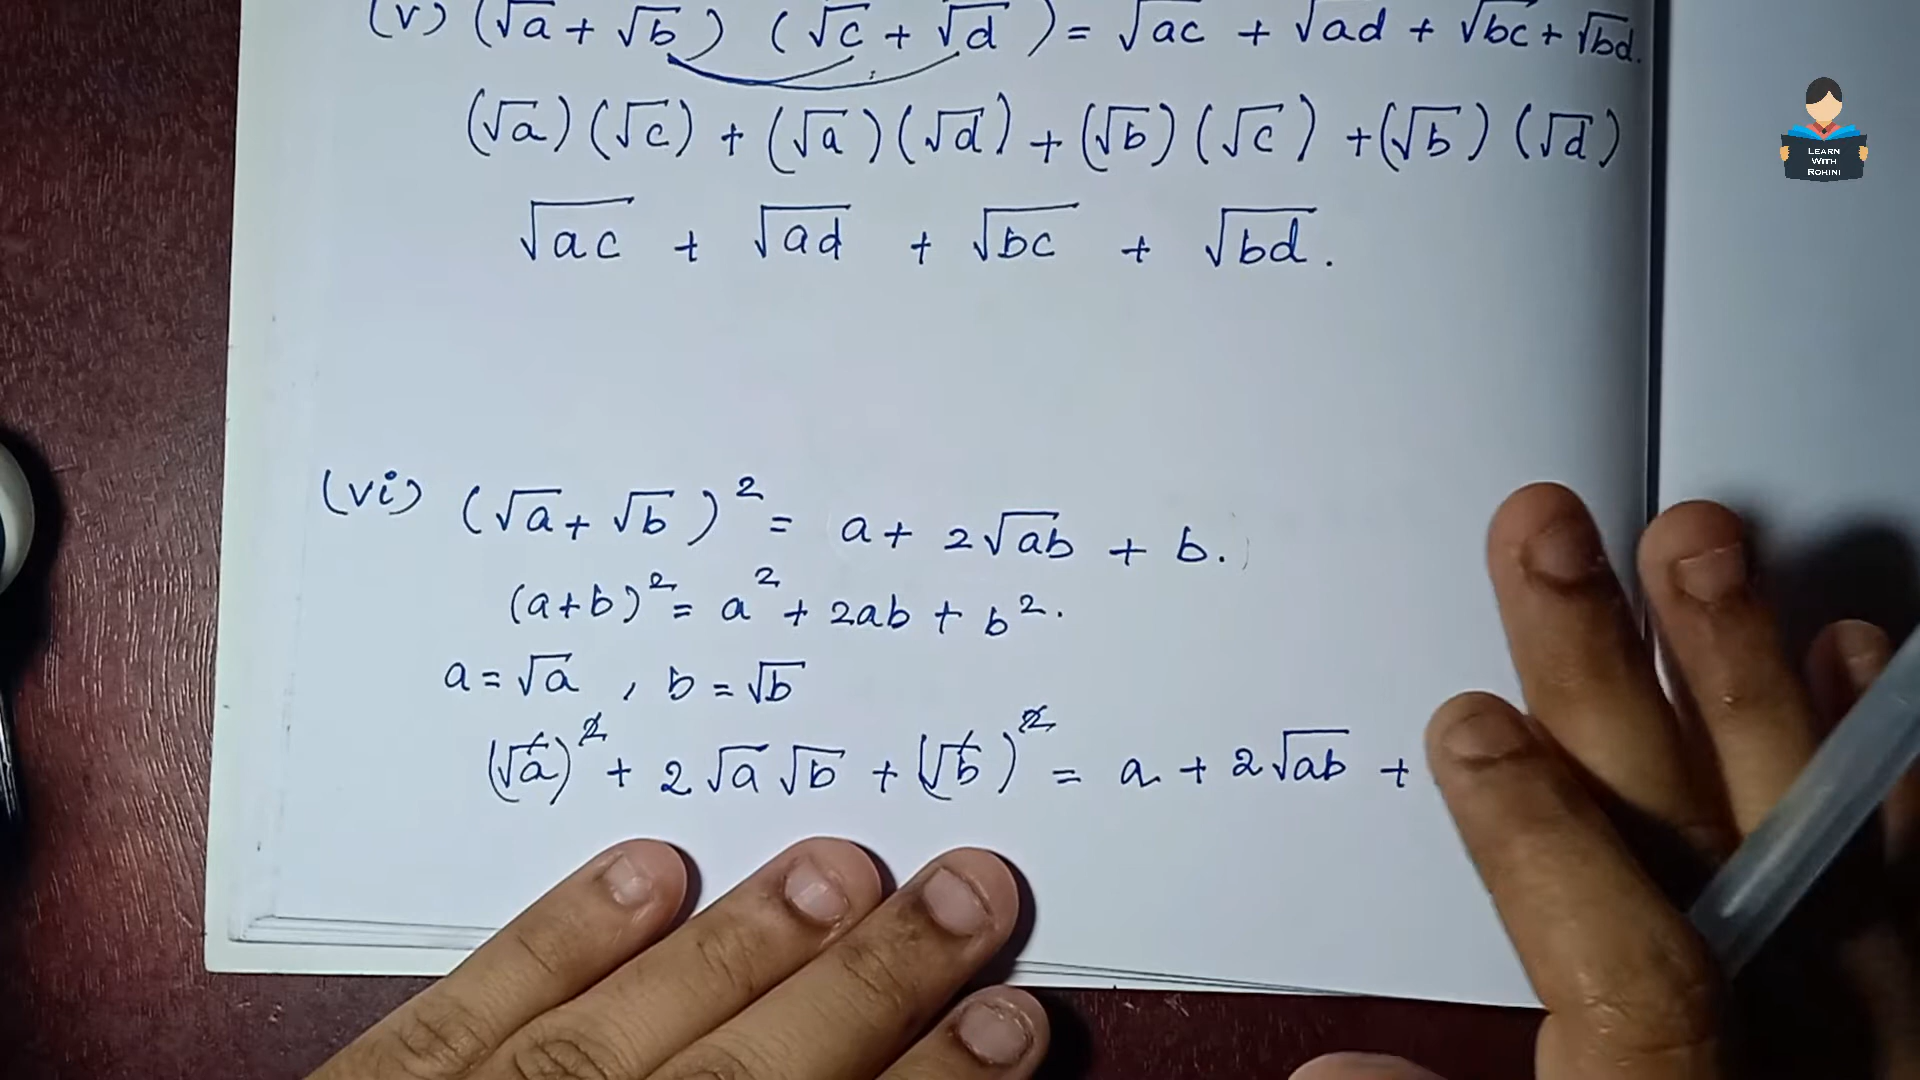 (v) (√a + √b) (√c + √d) = √ac + √ad + √bc + √bd.
(√a)(√c) + (√a)(√d) + (√b)(√c) + (√b)(√d)
√ac + √ad + √bc + √bd.
(vi) (√a + √b)² = a + 2√ab + b.
(a+b)² = a² + 2ab + b².
a = √a , b = √b
(√a)² + 2√a√b + (√b)² = a + 2√ab +
LEARN
WITH
ROHINI